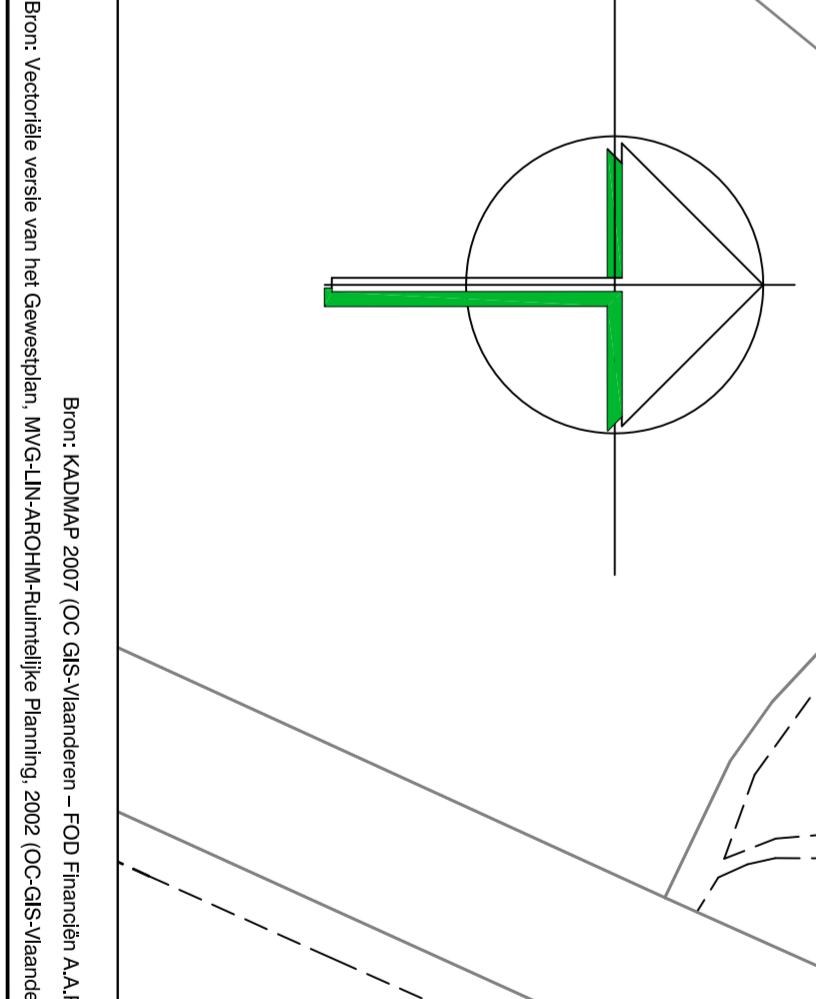 Bron: KADMAP 2007 (OC GIS-Vlaanderen – FOD Financiën A.A.
Bron: Vectoriële versie van het Gewestplan, MVG-LIN-AROHM-Ruimtelijke Planning, 2002 (OC-GIS-Vlaande